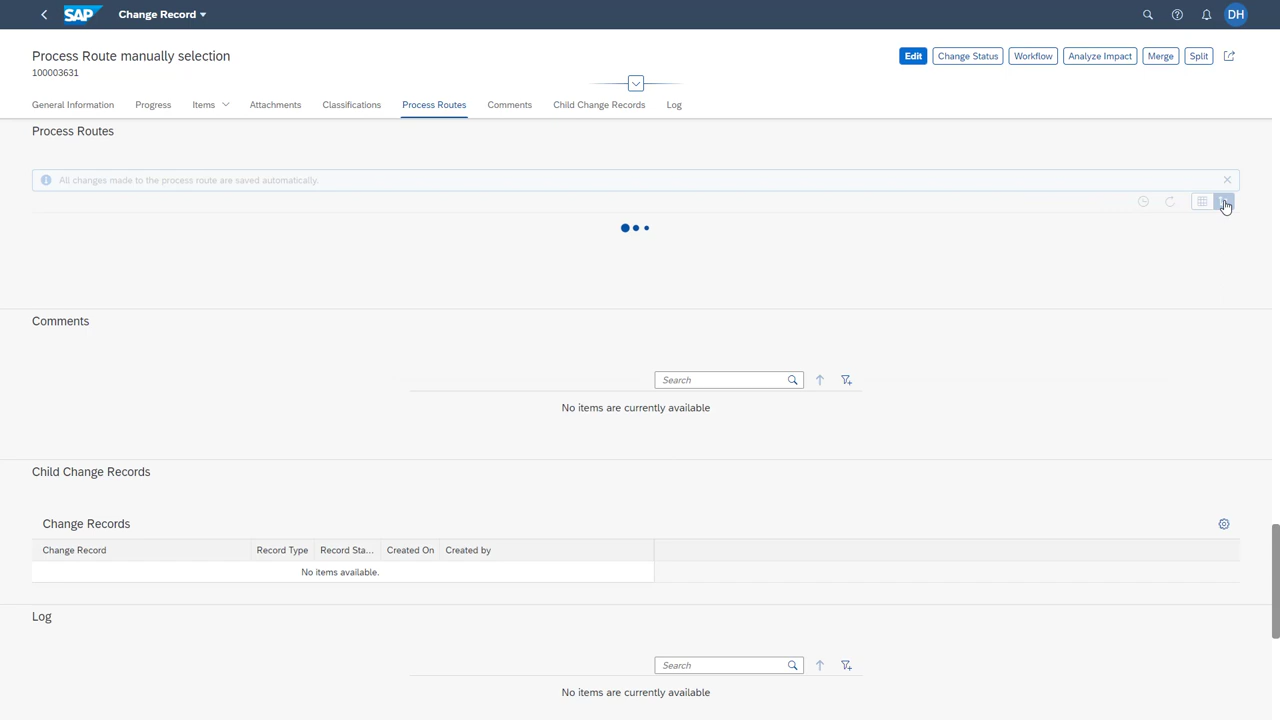 SAP Change Record DH
Process Route manually selection
100003631
Edit Change Status Workflow Analyze Impact Merge Split
General Information Progress Items Attachments Classifications Process Routes Comments Child Change Records Log
Process Routes
All changes made to the process route are saved automatically.
Comments
Search
No items are currently available
Child Change Records
Change Records
Change Record Record Type Record Sta... Created On Created by
No items available.
Log
Search
No items are currently available